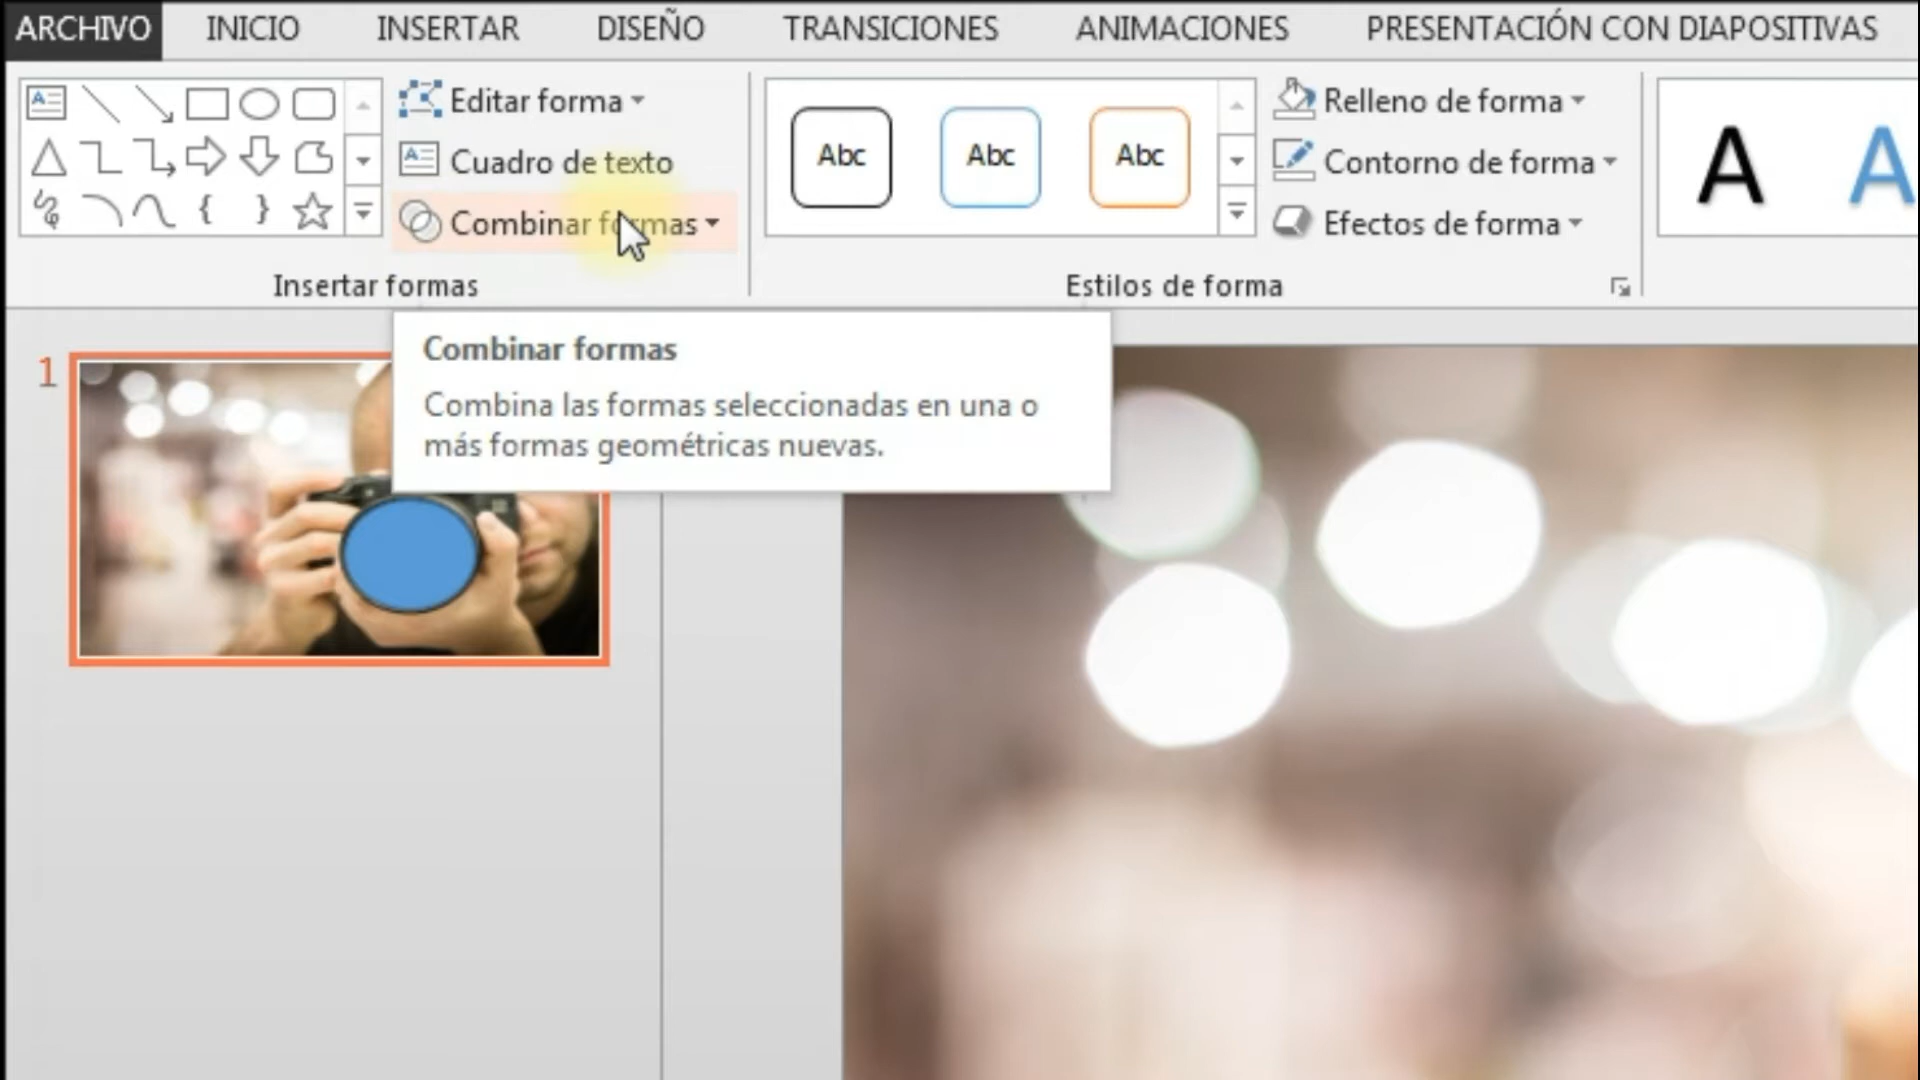 ARCHIVO INICIO INSERTAR DISEÑO TRANSICIONES ANIMACIONES PRESENTACIÓN CON DIAPOSITIVAS
Editar forma
Cuadro de texto
Combinar formas
Insertar formas
Abc Abc Abc
Relleno de forma
Contorno de forma
Efectos de forma
Estilos de forma
A A
Combinar formas
Combina las formas seleccionadas en una o
más formas geométricas nuevas.
1